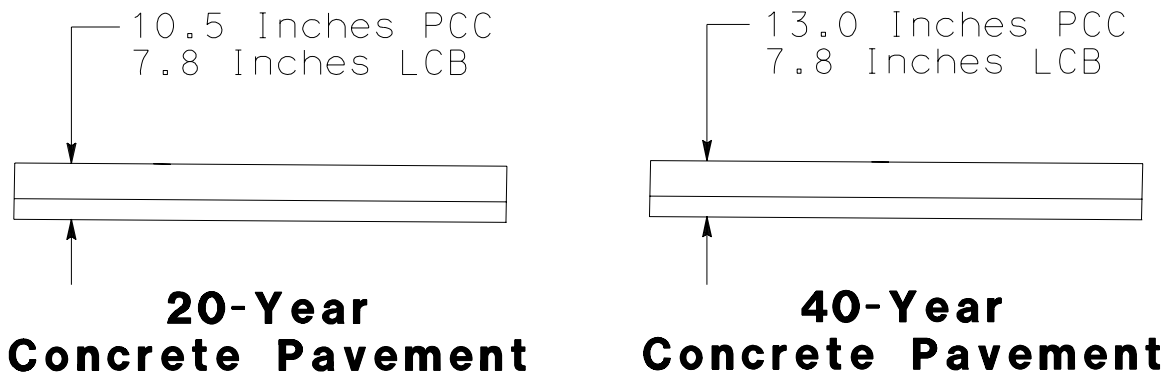 10.5 Inches PCC
7.8 Inches LCB
20-Year
Concrete Pavement
13.0 Inches PCC
7.8 Inches LCB
40-Year
Concrete Pavement